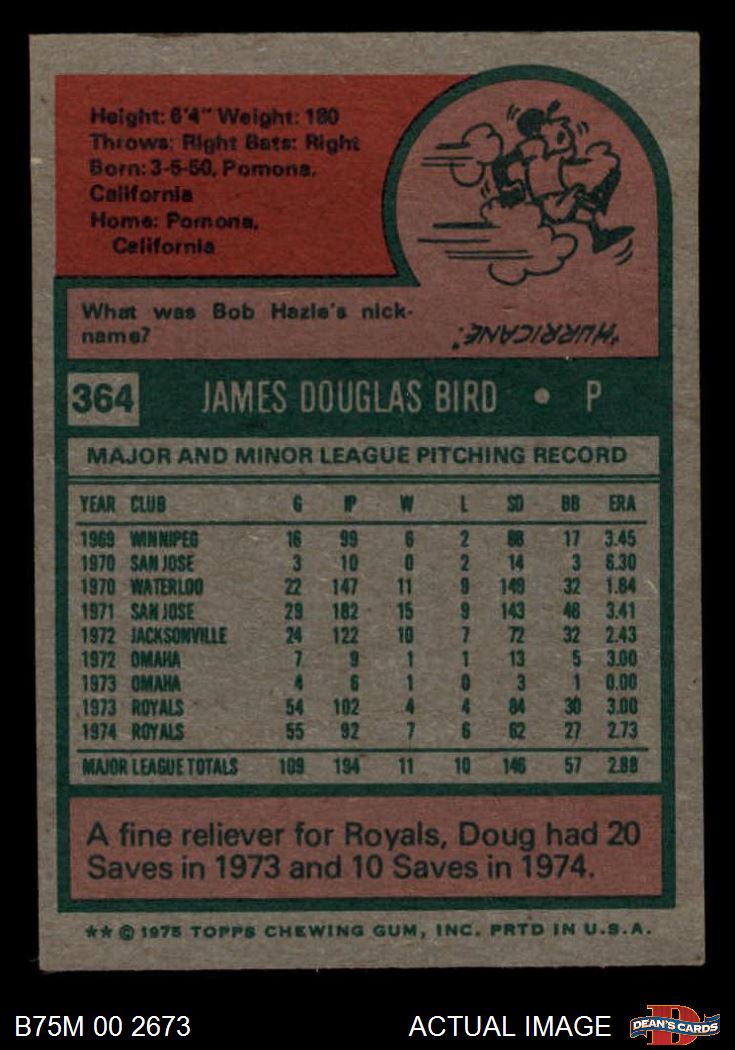 Height: 6'4" Weight: 180
Throws: Right Bats: Right
Born: 3-5-50, Pomona,
California
Home: Pomona,
California
What was Bob Hazle's nick-
name?
"HURRICANE."
364 JAMES DOUGLAS BIRD • P
MAJOR AND MINOR LEAGUE PITCHING RECORD
YEAR CLUB G IP W L SO BB ERA
1969 WINNIPEG 16 99 6 2 88 17 3.45
1970 SAN JOSE 3 10 0 2 14 3 6.30
1970 WATERLOO 22 147 11 9 149 32 1.84
1971 SAN JOSE 29 182 15 9 143 48 3.41
1972 JACKSONVILLE 24 122 10 7 72 32 2.43
1972 OMAHA 7 9 1 1 13 5 3.00
1973 OMAHA 4 6 1 0 3 1 0.00
1973 ROYALS 54 102 4 4 84 30 3.00
1974 ROYALS 55 92 7 6 62 27 2.73
MAJOR LEAGUE TOTALS 109 194 11 10 146 57 2.88
A fine reliever for Royals, Doug had 20
Saves in 1973 and 10 Saves in 1974.
** © 1975 TOPPS CHEWING GUM, INC. PRTD IN U.S.A.
B75M 00 2673 ACTUAL IMAGE D DEAN'S CARDS